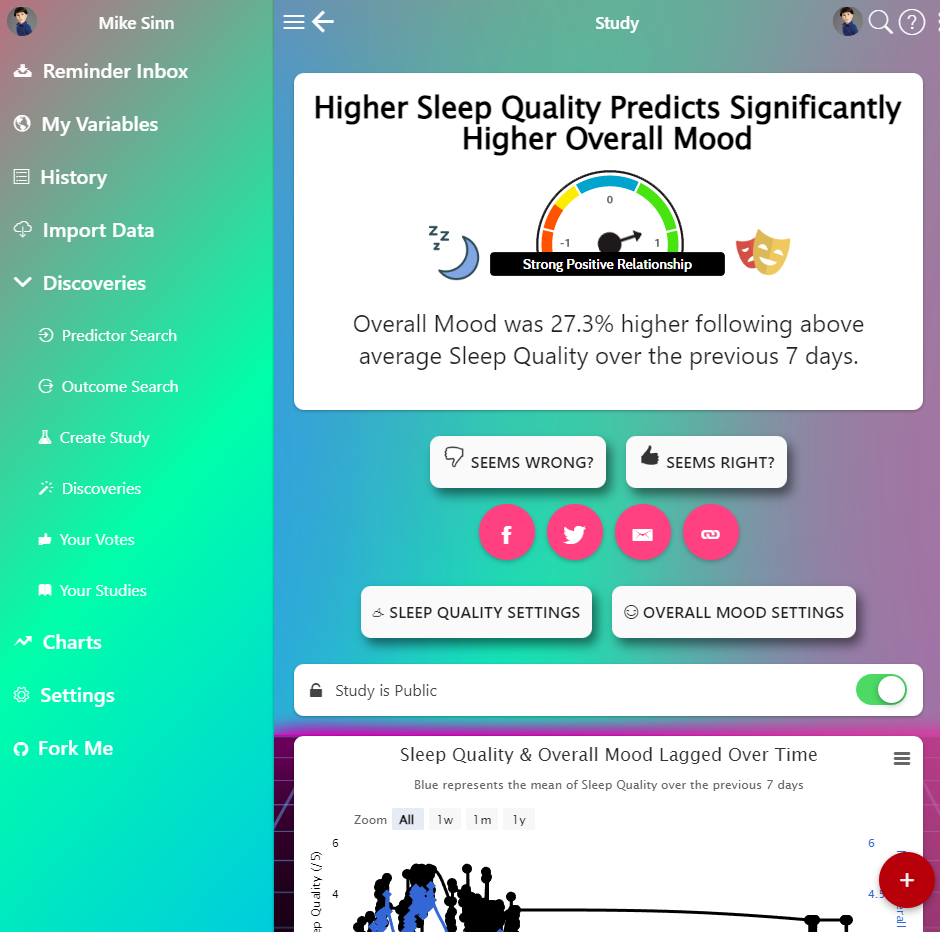 Mike Sinn
Reminder Inbox
My Variables
History
Import Data
Discoveries
Predictor Search
Outcome Search
Create Study
Discoveries
Your Votes
Your Studies
Charts
Settings
Fork Me
Study
Higher Sleep Quality Predicts Significantly
Higher Overall Mood
z z z
0
-1
1
Strong Positive Relationship
Overall Mood was 27.3% higher following above
average Sleep Quality over the previous 7 days.
SEEMS WRONG?
SEEMS RIGHT?
SLEEP QUALITY SETTINGS
OVERALL MOOD SETTINGS
Study is Public
Sleep Quality & Overall Mood Lagged Over Time
Blue represents the mean of Sleep Quality over the previous 7 days
Zoom All 1w 1m 1y
6
6
4
4.5
Quality (/5)